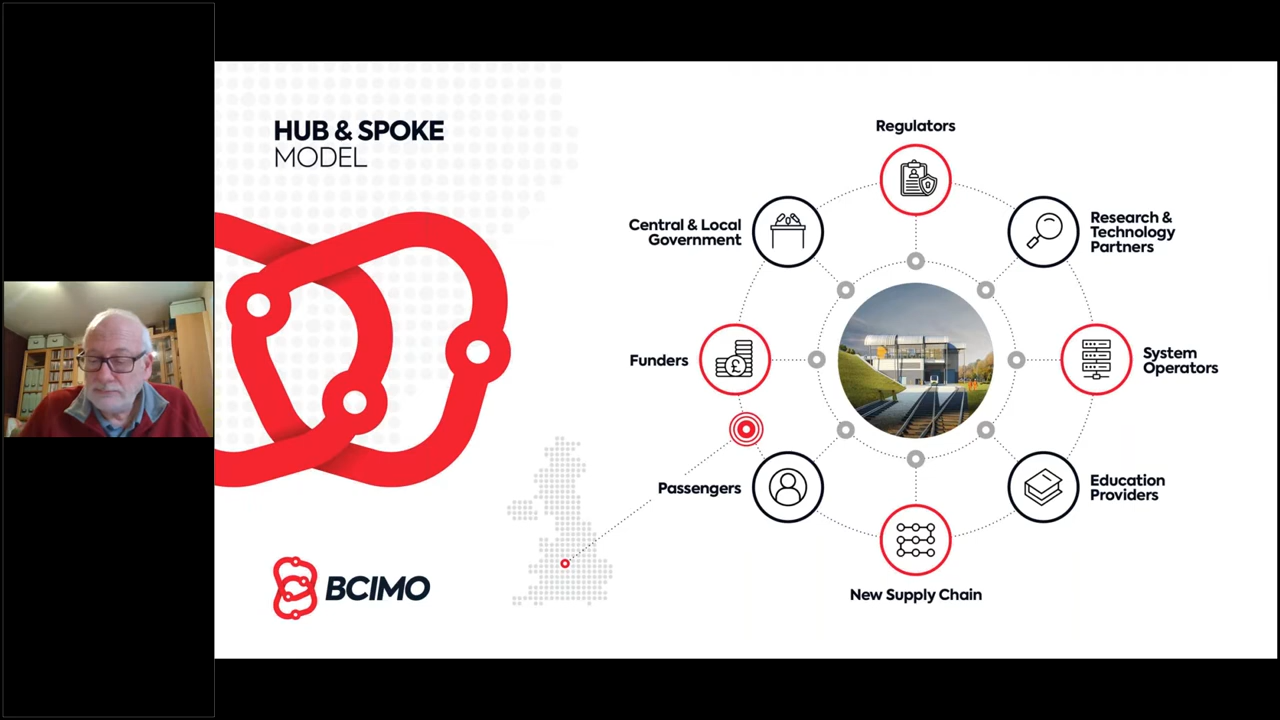 HUB & SPOKE
MODEL
Regulators
Central & Local
Government
Research &
Technology
Partners
Funders
£
System
Operators
Passengers
Education
Providers
New Supply Chain
BCIMO